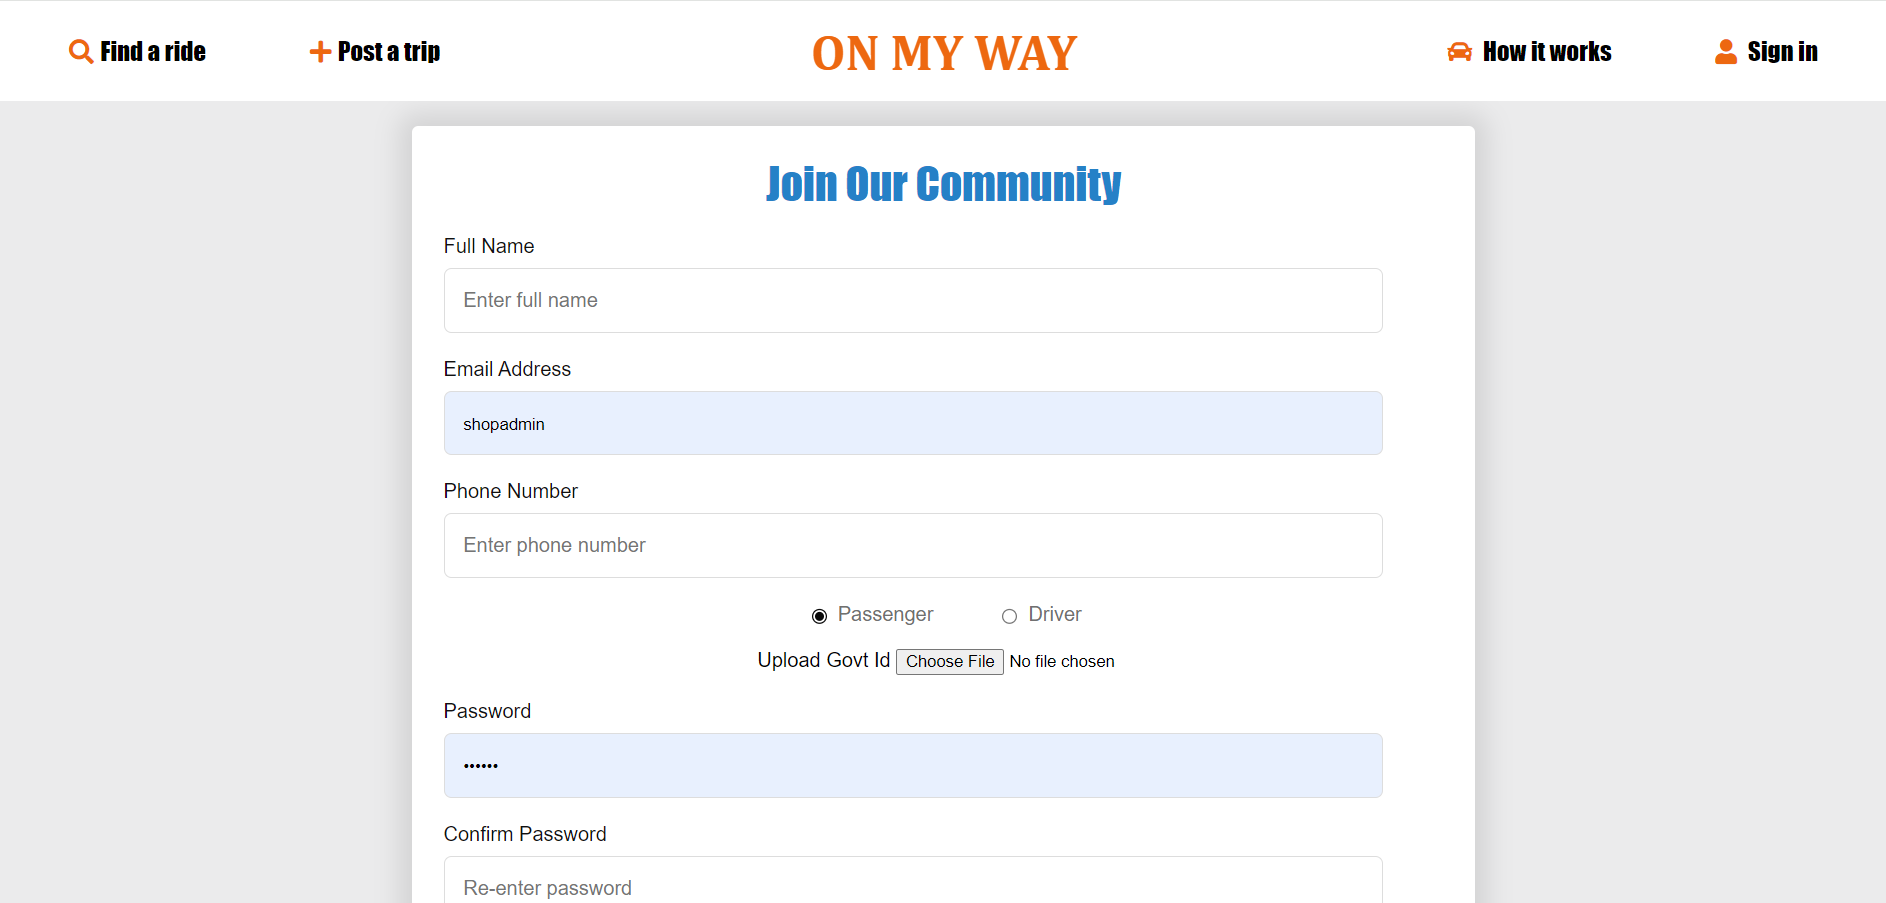 Find a ride
Post a trip
ON MY WAY
How it works
Sign in
Join Our Community
Full Name
Enter full name
Email Address
shopadmin
Phone Number
Enter phone number
Passenger
Driver
Upload Govt Id Choose File No file chosen
Password
••••••
Confirm Password
Re-enter password